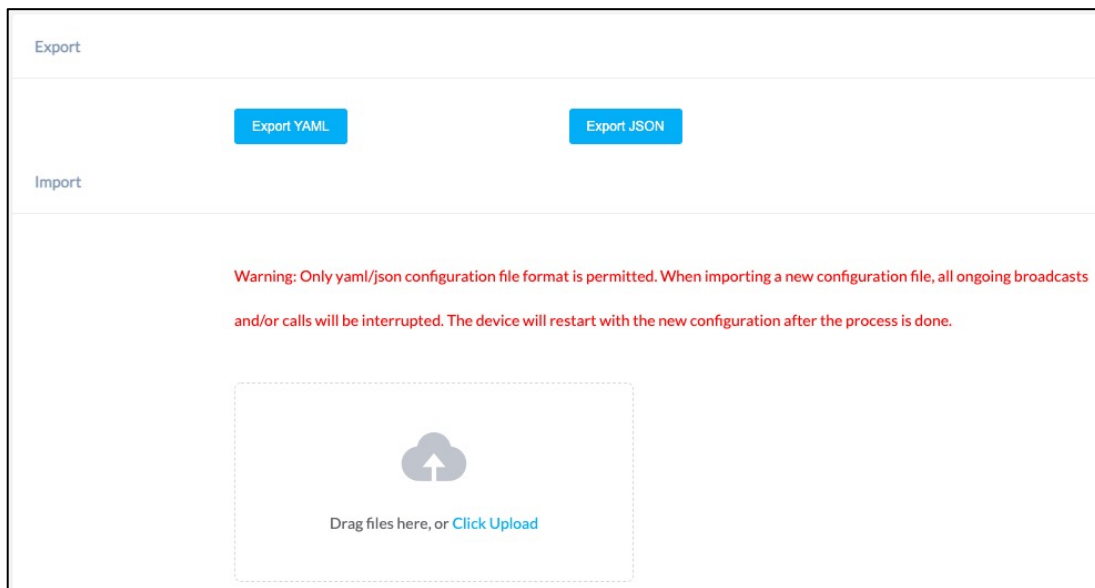 Export
Export YAML
Export JSON
Import
Warning: Only yaml/json configuration file format is permitted. When importing a new configuration file, all ongoing broadcasts
and/or calls will be interrupted. The device will restart with the new configuration after the process is done.
Drag files here, or Click Upload